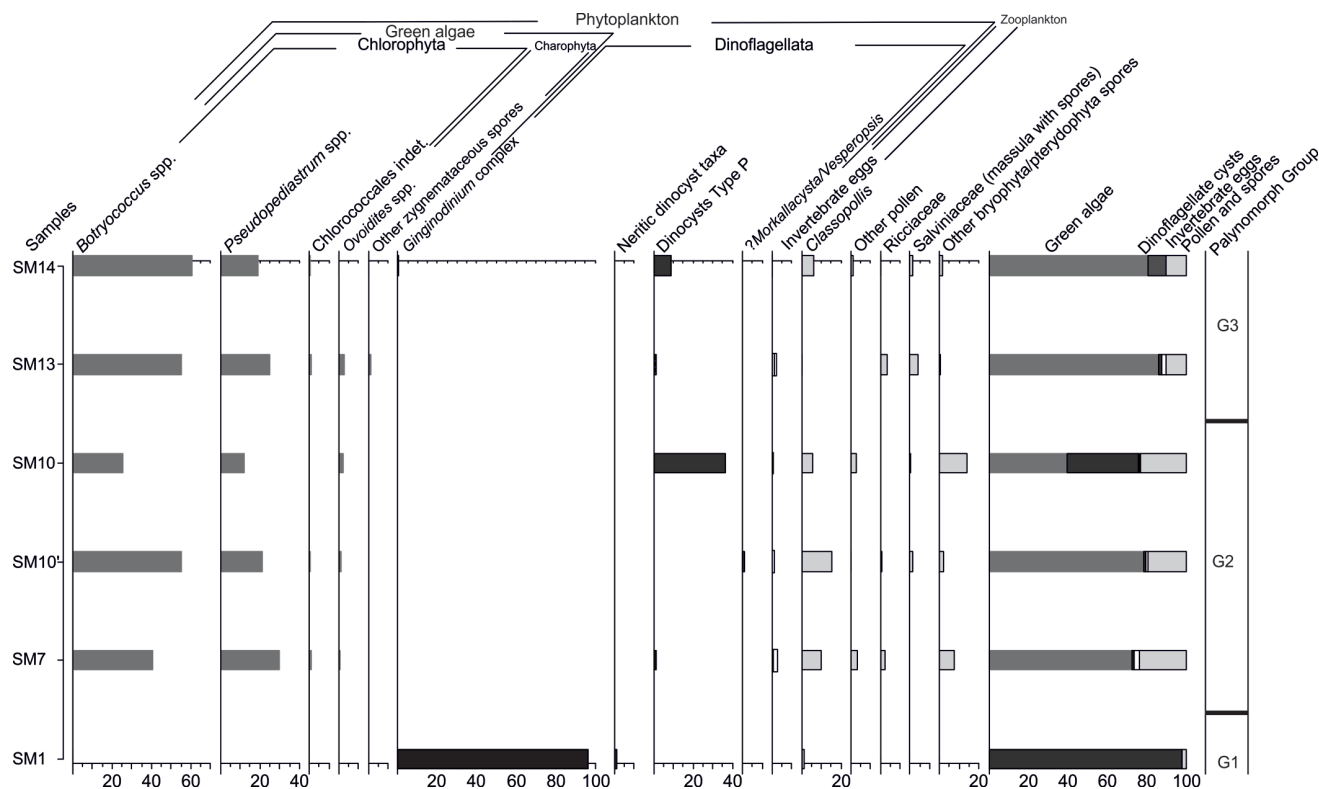 Phytoplankton
Zooplankton
Green algae
Chlorophyta
Charophyta
Dinoflagellata
Samples
Botryococcus spp.
Pseudopediastrum spp.
Chlorococcales indet.
Ovoidites spp.
Other zygnemataceous spores
Ginginodinium complex
Neritic dinocyst taxa
Dinocysts Type P
?Morkallacysta/Vesperopsis
Invertebrate eggs
Classopollis
Other pollen
Ricciaceae
Salviniaceae (massula with spores)
Other bryophyta/pterydophyta spores
Green algae
Dinoflagellate cysts
Invertebrate eggs
Pollen and spores
Palynomorph Group
SM14
G3
SM13
SM10
SM10'
G2
SM7
SM1
G1
20 40 60 20 40 20 40 60 80 100 20 40 20 20 20 40 60 80 100